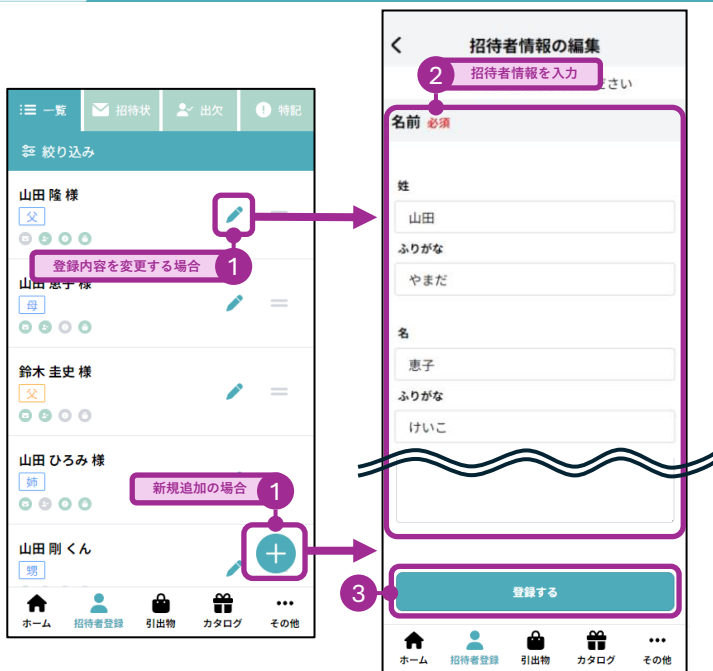 一覧 招待状 出欠 特記
絞り込み
山田 隆 様
父
登録内容を変更する場合 1
山田 恵子 様
母
鈴木 圭史 様
父
山田 ひろみ 様
姉
新規追加の場合 1
山田 剛 くん
甥
ホーム 招待者登録 引出物 カタログ その他
招待者情報の編集
2 招待者情報を入力
ださい
名前 必須
姓
山田
ふりがな
やまだ
名
恵子
ふりがな
けいこ
3 登録する
ホーム 招待者登録 引出物 カタログ その他